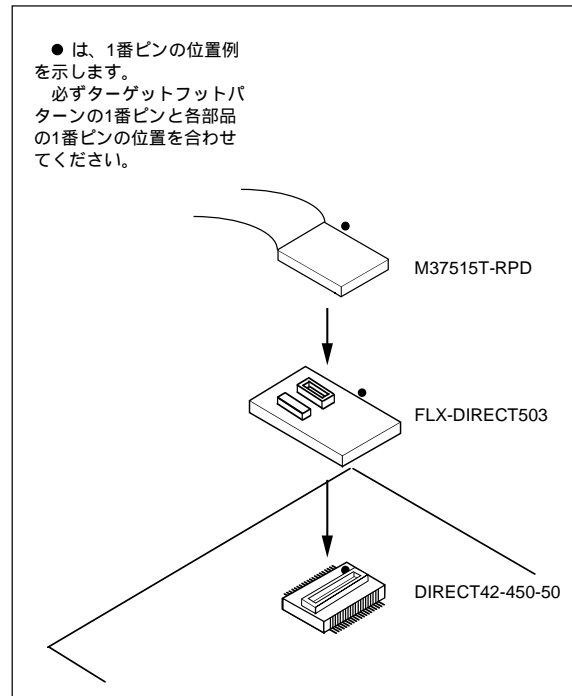 ● は、1番ピンの位置例
を示します。
必ずターゲットフットパ
ターンの1番ピンと各部品
の1番ピンの位置を合わせ
てください。
M37515T-RPD
FLX-DIRECT503
DIRECT42-450-50